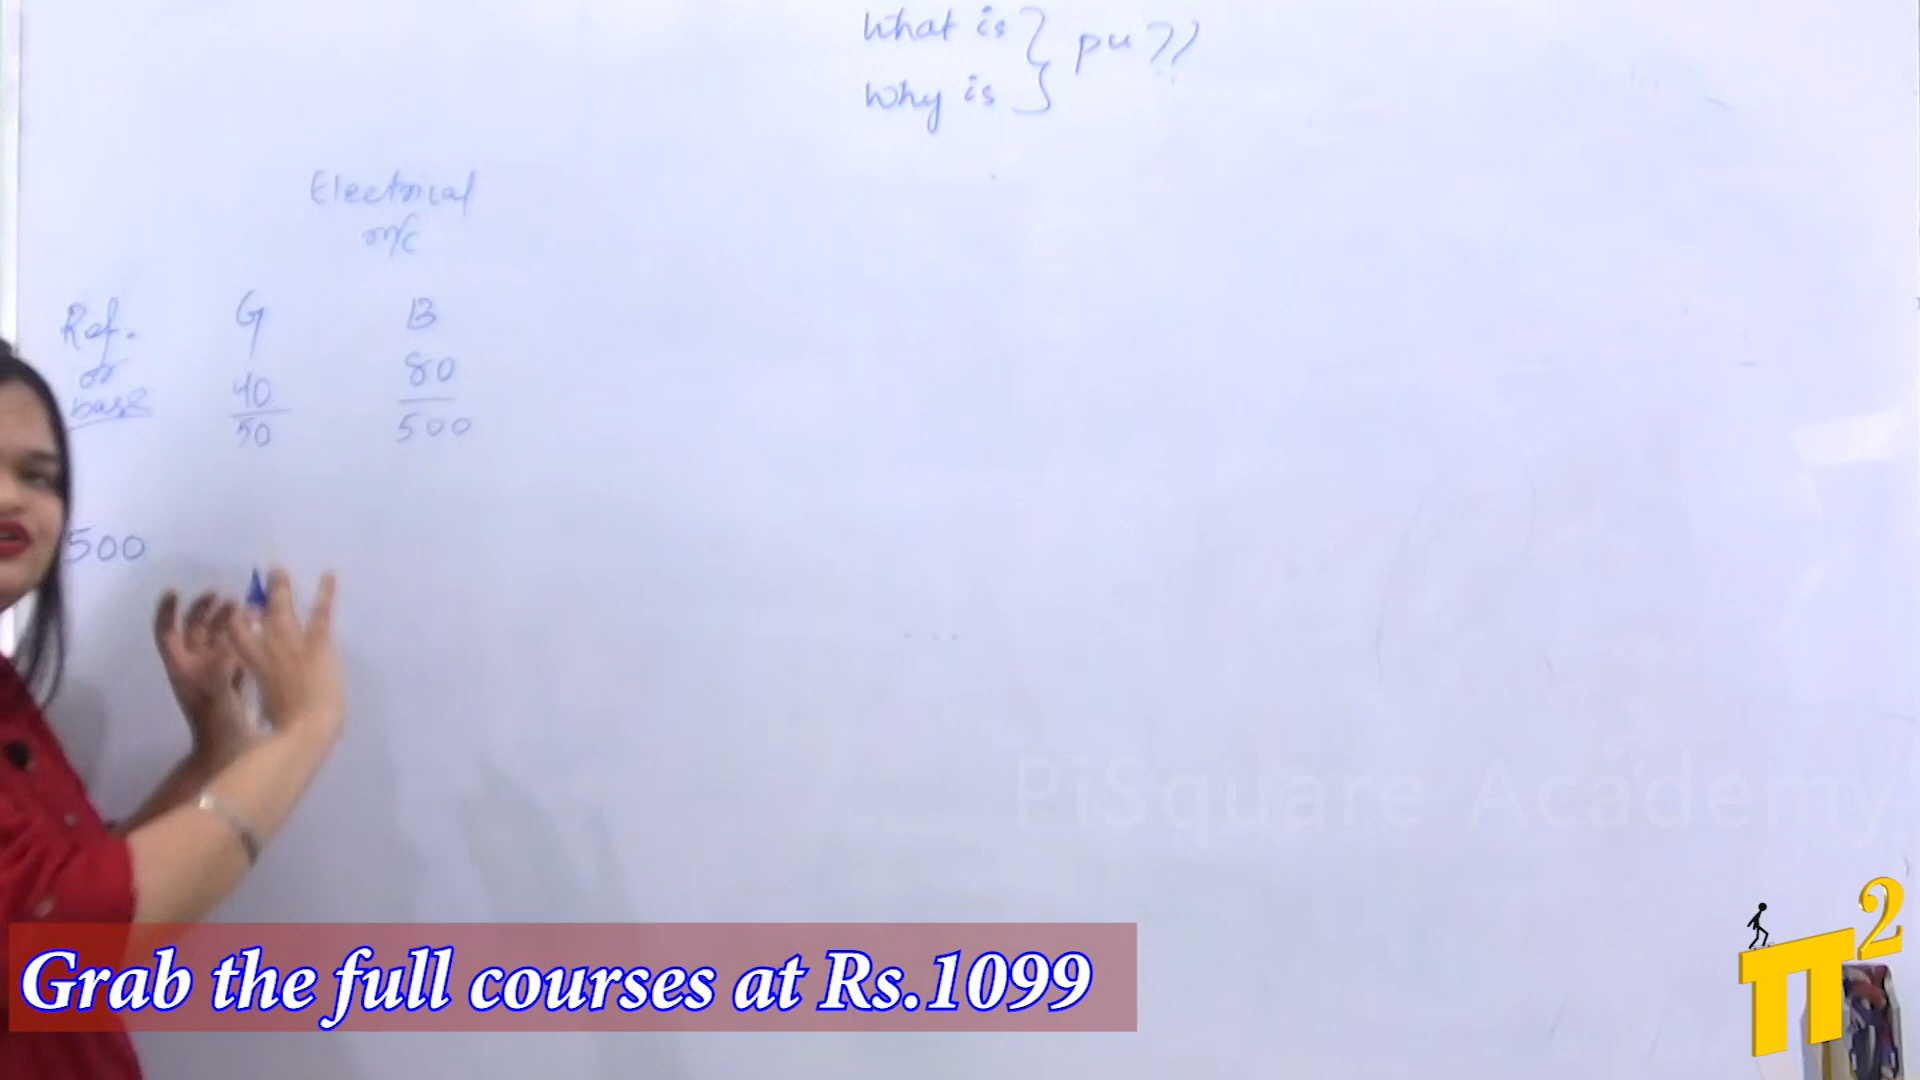 What is } pu ??
Why is
Electrical
m/c
Ref. G B
or
base
40 80
50 500
500
PiSquare Academy
Grab the full courses at Rs.1099
π2